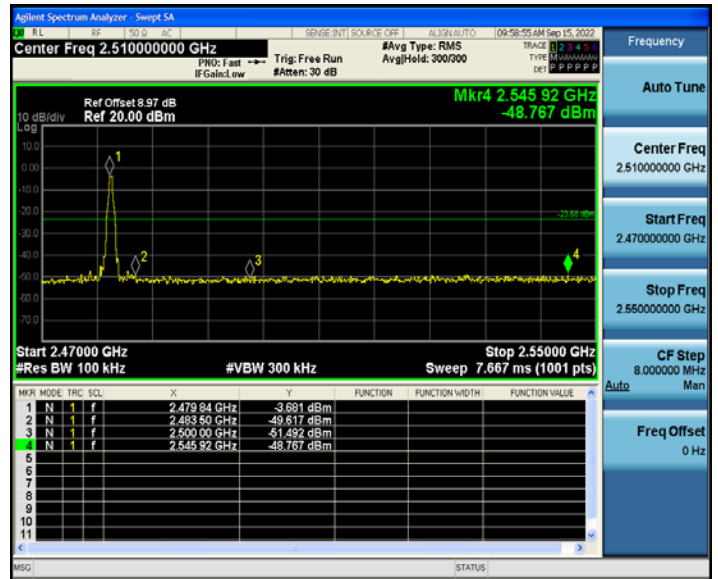 Agilent Spectrum Analyzer - Swept SA
RL RF 50 Ω AC SENSE:INT SOURCE OFF ALIGN AUTO 09:58:55 AM Sep 15, 2022
Center Freq 2.510000000 GHz #Avg Type: RMS TRACE 1 2 3 4 5 6
PNO: Fast Trig: Free Run Avg|Hold: 300/300 TYPE MWWWWW
IFGain:Low #Atten: 30 dB DET P P P P P P
Mkr4 2.545 92 GHz
-48.767 dBm
Ref Offset 8.97 dB
10 dB/div Ref 20.00 dBm
Log
10.0
0.00
-10.0
-20.0
-30.0
-40.0
-50.0
-60.0
-70.0
1
2
3
4
-23.68 dBm
Start 2.47000 GHz Stop 2.55000 GHz
#Res BW 100 kHz #VBW 300 kHz Sweep 7.667 ms (1001 pts)
MKR MODE TRC SCL X Y FUNCTION FUNCTION WIDTH FUNCTION VALUE
1 N 1 f 2.479 84 GHz -3.681 dBm
2 N 1 f 2.483 50 GHz -49.617 dBm
3 N 1 f 2.500 00 GHz -51.492 dBm
4 N 1 f 2.545 92 GHz -48.767 dBm
5
6
7
8
9
10
11
MSG STATUS
Frequency
Auto Tune
Center Freq
2.510000000 GHz
Start Freq
2.470000000 GHz
Stop Freq
2.550000000 GHz
CF Step
8.000000 MHz
Auto Man
Freq Offset
0 Hz